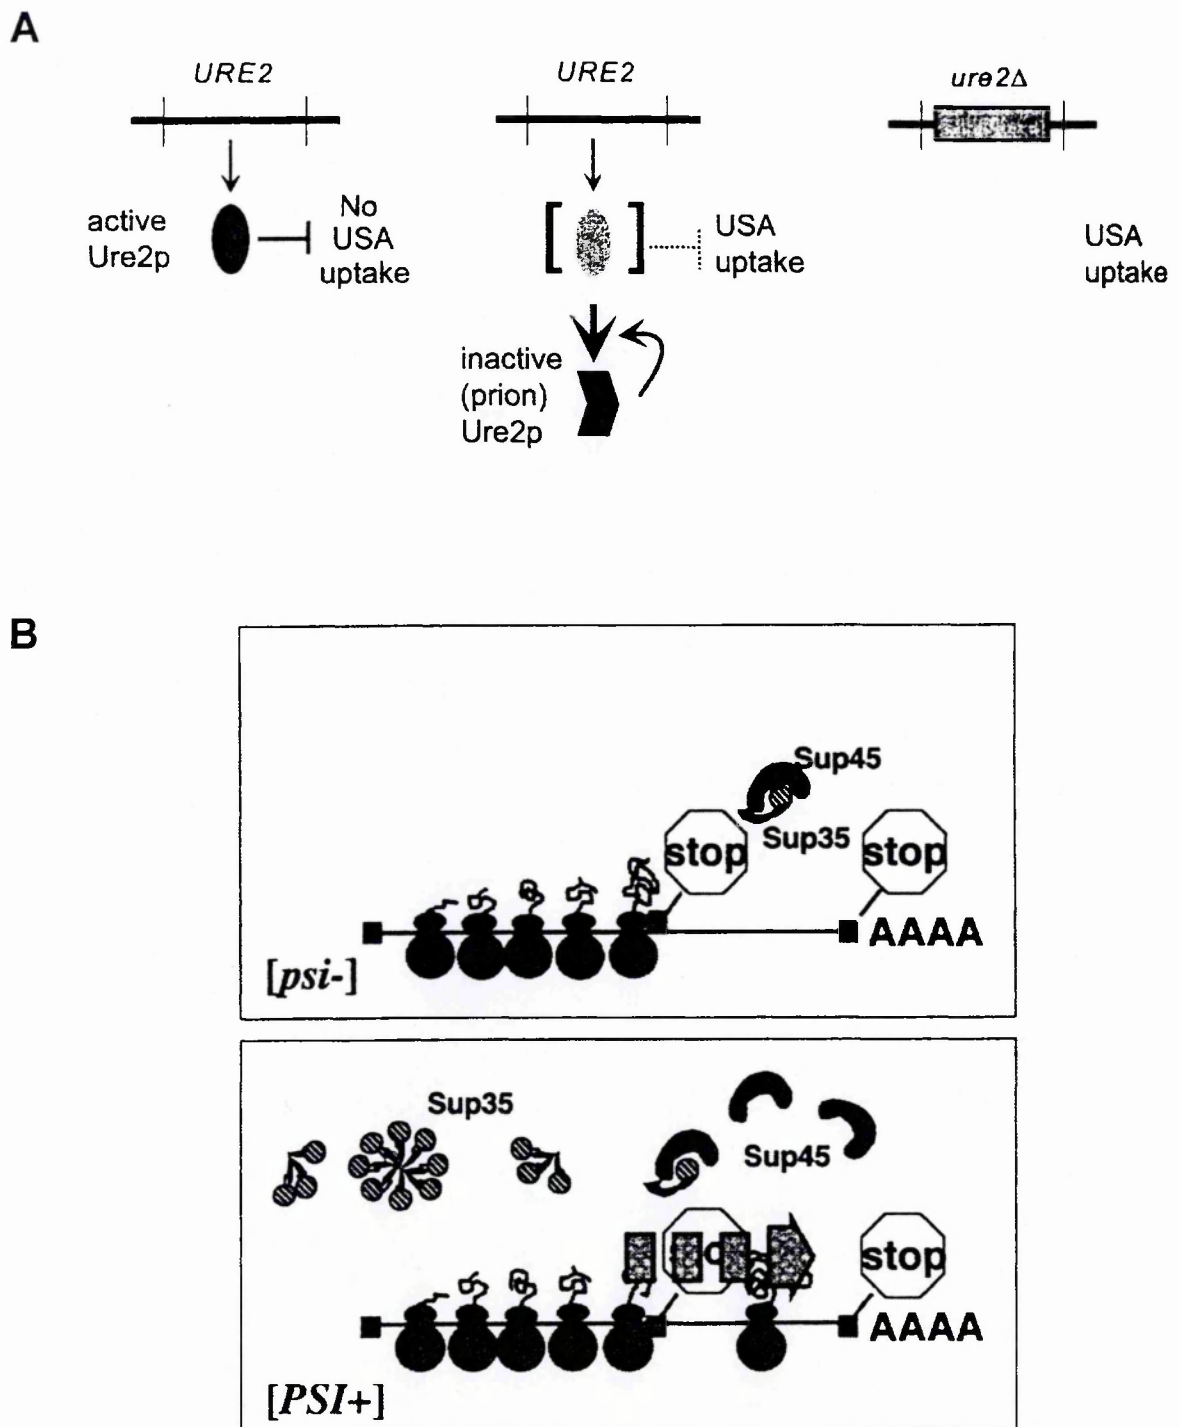 A
URE2
URE2
ure2Δ
active
Ure2p
No
USA
uptake
[ ]
USA
uptake
USA
uptake
inactive
(prion)
Ure2p
B
Sup45
stop
Sup35
stop
AAAA
[psi-]
Sup35
Sup45
stop
AAAA
[PSI+]